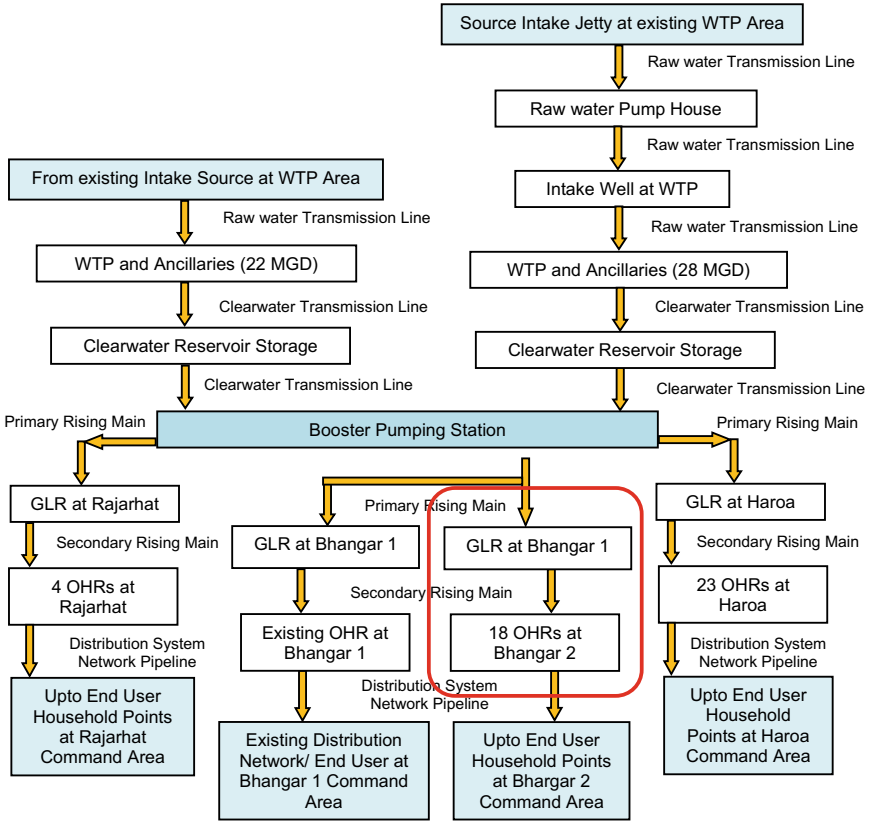 Source Intake Jetty at existing WTP Area
Raw water Transmission Line
Raw water Pump House
Raw water Transmission Line
From existing Intake Source at WTP Area
Intake Well at WTP
Raw water Transmission Line
Raw water Transmission Line
WTP and Ancillaries (22 MGD)
WTP and Ancillaries (28 MGD)
Clearwater Transmission Line
Clearwater Transmission Line
Clearwater Reservoir Storage
Clearwater Reservoir Storage
Clearwater Transmission Line
Clearwater Transmission Line
Primary Rising Main
Booster Pumping Station
Primary Rising Main
GLR at Rajarhat
Primary Rising Main
GLR at Haroa
Secondary Rising Main
GLR at Bhangar 1
GLR at Bhangar 1
Secondary Rising Main
4 OHRs at
Rajarhat
Secondary Rising Main
23 OHRs at
Haroa
Existing OHR at
Bhangar 1
18 OHRs at
Bhangar 2
Distribution System
Network Pipeline
Distribution System
Network Pipeline
Distribution System
Network Pipeline
Upto End User
Household Points
at Rajarhat
Command Area
Existing Distribution
Network/ End User at
Bhangar 1 Command
Area
Upto End User
Household Points
at Bhargar 2
Command Area
Upto End User
Household
Points at Haroa
Command Area